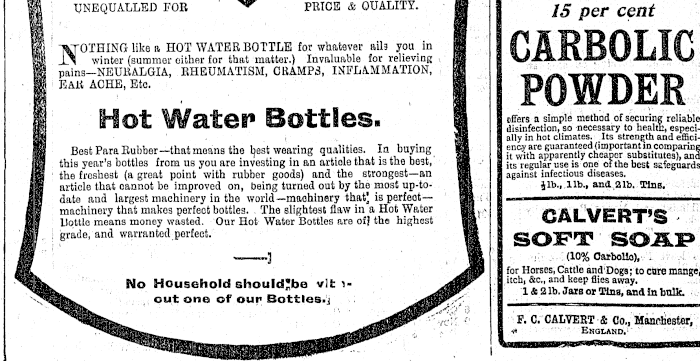 UNEQUALLED FOR PRICE & QUALITY.
NOTHING like a HOT WATER BOTTLE for whatever ails you in
winter (summer either for that matter.) Invaluable for relieving
pains—NEURALGIA, RHEUMATISM, CRAMPS, INFLAMMATION,
EAR ACHE, Etc.
Hot Water Bottles.
Best Para Rubber—that means the best wearing qualities. In buying
this year's bottles from us you are investing in an article that is the best,
the freshest (a great point with rubber goods) and the strongest—an
article that cannot be improved on, being turned out by the most up-to-
date and largest machinery in the world—machinery that is perfect—
machinery that makes perfect bottles. The slightest flaw in a Hot Water
Bottle means money wasted. Our Hot Water Bottles are of the highest
grade, and warranted perfect.
No Household should be with-
out one of our Bottles.
15 per cent
CARBOLIC
POWDER
offers a simple method of securing reliable
disinfection, so necessary to health, especi-
ally in hot climates. Its strength and effici-
ency are guaranteed (important in comparing
it with apparently cheaper substitutes), and
its regular use is one of the best safeguards
against infectious diseases.
½lb., 1lb., and 2lb. Tins.
CALVERT'S
SOFT SOAP
(10% Carbolic),
for Horses, Cattle and Dogs; to cure mange,
itch, &c., and keep flies away.
1 & 2 lb. Jars or Tins, and in bulk.
F. C. CALVERT & Co., Manchester,
ENGLAND.